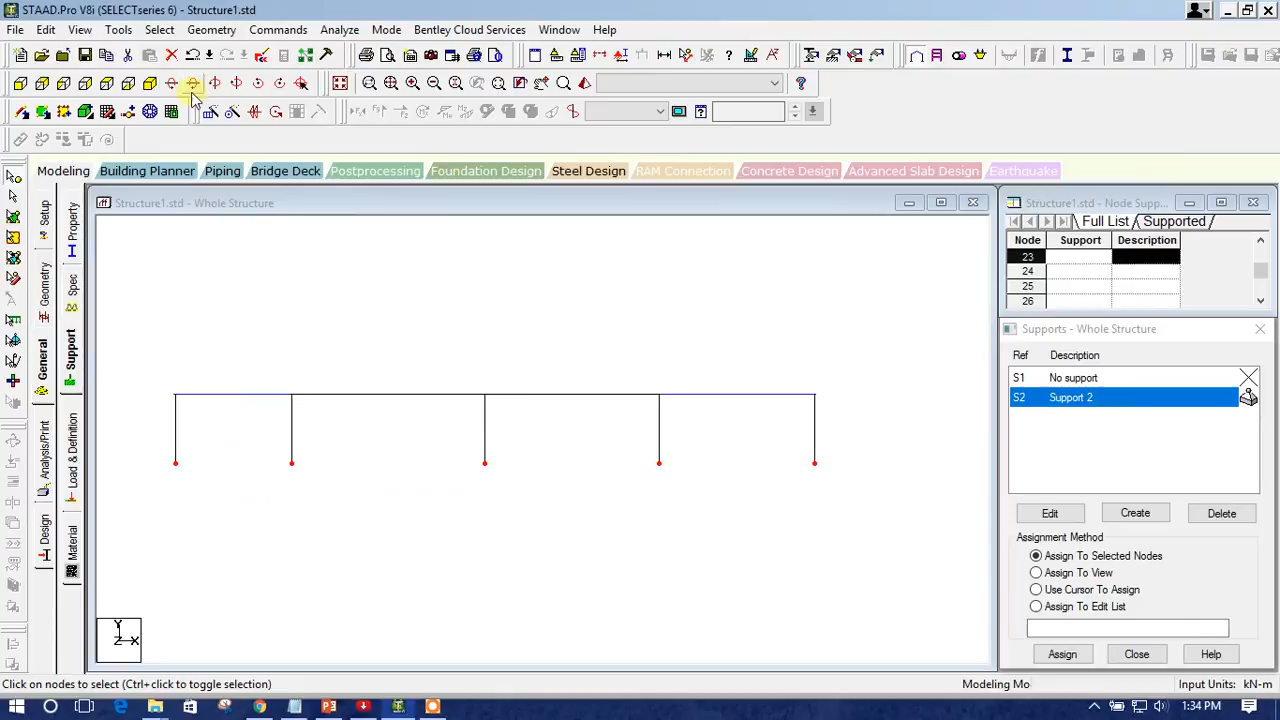 STAAD.Pro V8i (SELECTseries 6) - Structure1.std
File Edit View Tools Select Geometry Commands Analyze Mode Bentley Cloud Services Window Help
Modeling Building Planner Piping Bridge Deck Postprocessing Foundation Design Steel Design RAM Connection Concrete Design Advanced Slab Design Earthquake
Setup
Geometry
General
Analysis/Print
Design
Property
Spec
Support
Load & Definition
Material
Structure1.std - Whole Structure
Y
Z X
Structure1.std - Node Supp...
Full List Supported
Node Support Description
23
24
25
26
Supports - Whole Structure
Ref Description
S1 No support
S2 Support 2
Edit Create Delete
Assignment Method
Assign To Selected Nodes
Assign To View
Use Cursor To Assign
Assign To Edit List
Assign Close Help
Click on nodes to select (Ctrl+click to toggle selection) Modeling Mo Input Units: kN-m
1:34 PM